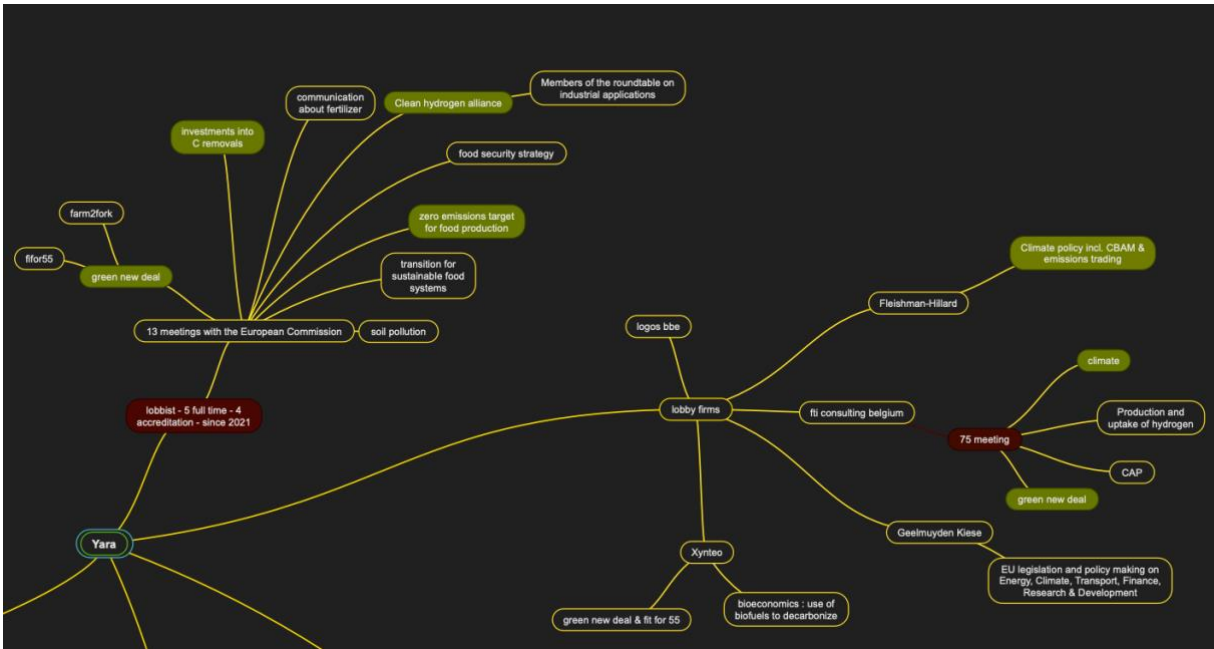 Members of the roundtable on
industrial applications
communication
about fertilizer
Clean hydrogen alliance
investments into
C removals
food security strategy
farm2fork
zero emissions target
for food production
fifor55
green new deal
transition for
sustainable food
systems
13 meetings with the European Commission
soil pollution
lobbist - 5 full time - 4
accreditation - since 2021
Yara
Climate policy incl. CBAM &
emissions trading
Fleishman-Hillard
logos bbe
lobby firms
fti consulting belgium
climate
Production and
uptake of hydrogen
75 meeting
CAP
green new deal
Geelmuyden Kiese
EU legislation and policy making on
Energy, Climate, Transport, Finance,
Research & Development
Xynteo
green new deal & fit for 55
bioeconomics : use of
biofuels to decarbonize